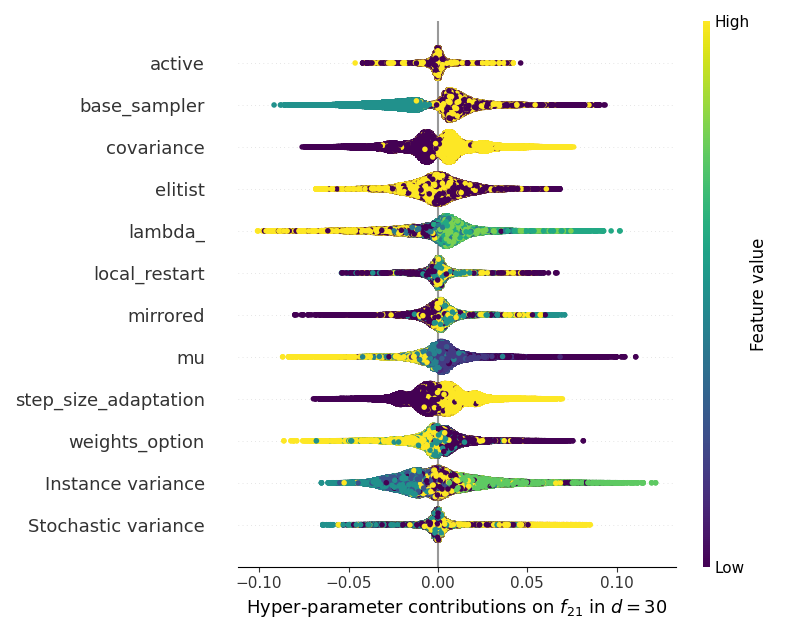 High
active
base_sampler
covariance
elitist
lambda_
local_restart
mirrored
mu
step_size_adaptation
weights_option
Instance variance
Stochastic variance
Feature value
Low
−0.10 −0.05 0.00 0.05 0.10
Hyper-parameter contributions on f21 in d = 30